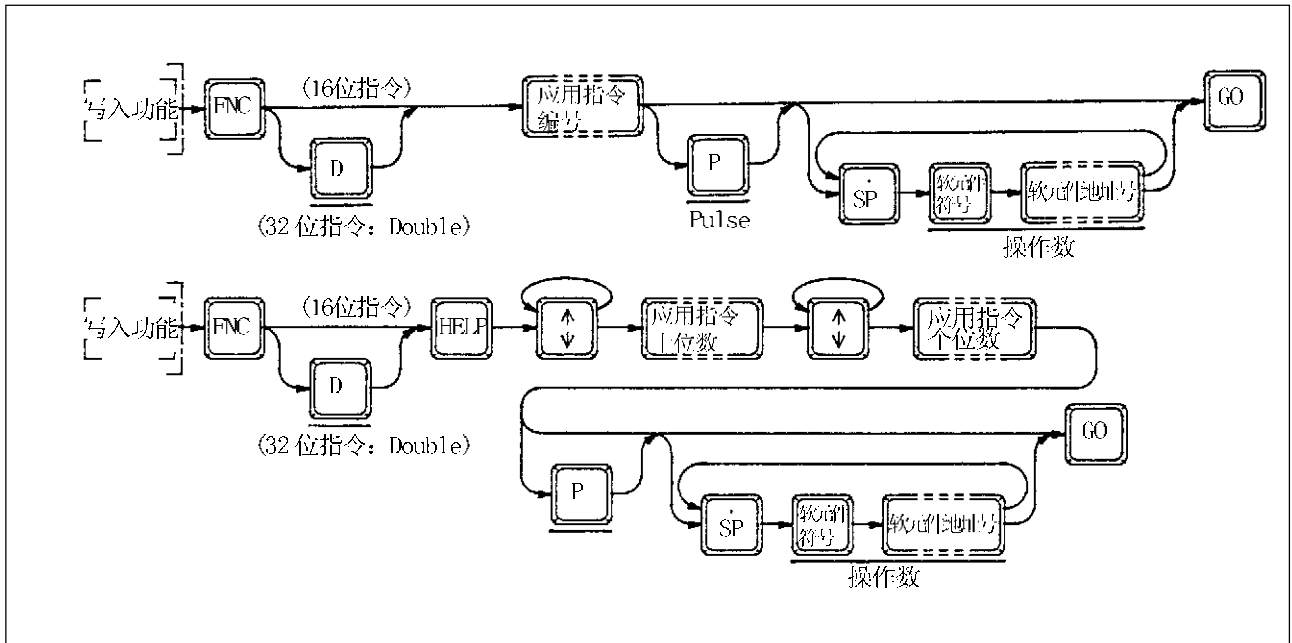 写入功能
FNC
(16位指令)
D
(32位指令：Double)
应用指令
编号
P
Pulse
SP
软元件
符号
软元件地址号
操作数
GO
写入功能
FNC
(16位指令)
D
(32位指令：Double)
HELP
应用指令
十位数
应用指令
个位数
P
SP
软元件
符号
软元件地址号
操作数
GO